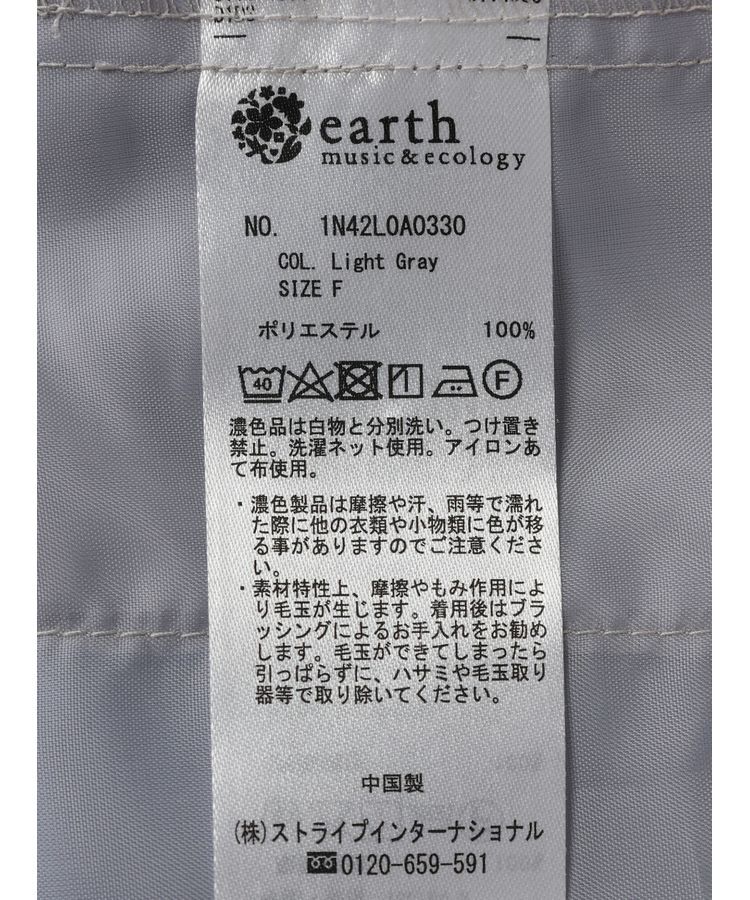 earth
music&ecology
NO. 1N42L0A0330
COL. Light Gray
SIZE F
ポリエステル 100%
40 F
濃色品は白物と分別洗い。つけ置き
禁止。洗濯ネット使用。アイロンあ
て布使用。
・濃色製品は摩擦や汗、雨等で濡れ
た際に他の衣類や小物類に色が移
る事がありますのでご注意くださ
い。
・素材特性上、摩擦やもみ作用によ
り毛玉が生じます。着用後はブラ
ッシングによるお手入れをお勧め
します。毛玉ができてしまったら
引っぱらずに、ハサミや毛玉取り
器等で取り除いてください。
中国製
(株)ストライプインターナショナル
0120-659-591